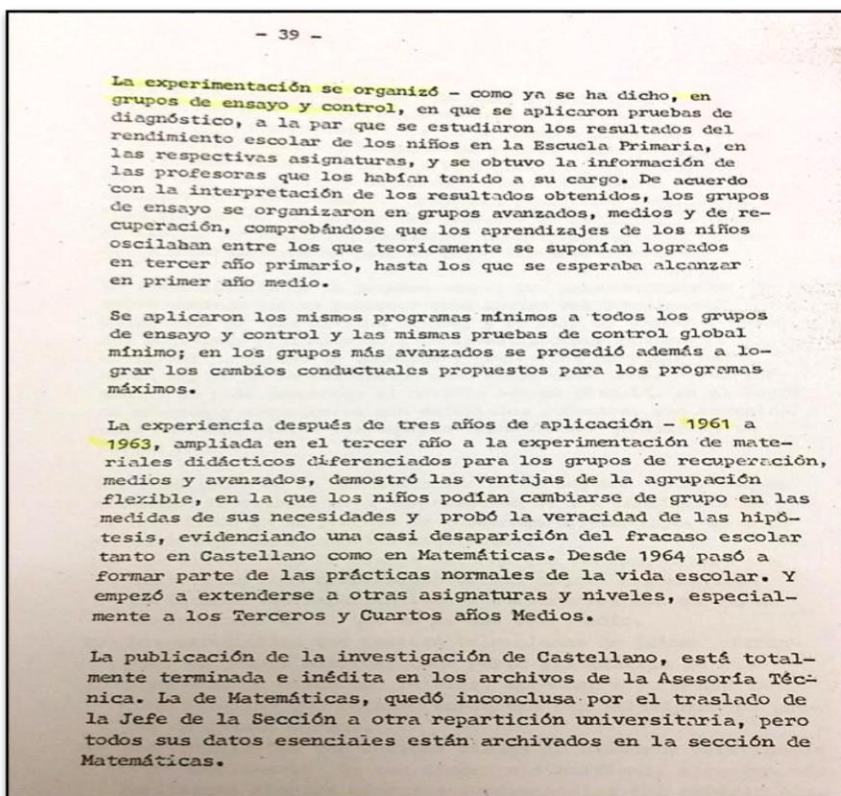 - 39 -
La experimentación se organizó - como ya se ha dicho, en
grupos de ensayo y control, en que se aplicaron pruebas de
diagnóstico, a la par que se estudiaron los resultados del
rendimiento escolar de los niños en la Escuela Primaria, en
las respectivas asignaturas, y se obtuvo la información de
las profesoras que los habían tenido a su cargo. De acuerdo
con la interpretación de los resultados obtenidos, los grupos
de ensayo se organizaron en grupos avanzados, medios y de re-
cuperación, comprobándose que los aprendizajes de los niños
oscilaban entre los que teoricamente se suponían logrados
en tercer año primario, hasta los que se esperaba alcanzar
en primer año medio.
Se aplicaron los mismos programas mínimos a todos los grupos
de ensayo y control y las mismas pruebas de control global
mínimo; en los grupos más avanzados se procedió además a lo-
grar los cambios conductuales propuestos para los programas
máximos.
La experiencia después de tres años de aplicación - 1961 a
1963, ampliada en el tercer año a la experimentación de mate-
riales didácticos diferenciados para los grupos de recuperación,
medios y avanzados, demostró las ventajas de la agrupación
flexible, en la que los niños podían cambiarse de grupo en las
medidas de sus necesidades y probó la veracidad de las hipó-
tesis, evidenciando una casi desaparición del fracaso escolar
tanto en Castellano como en Matemáticas. Desde 1964 pasó a
formar parte de las prácticas normales de la vida escolar. Y
empezó a extenderse a otras asignaturas y niveles, especial-
mente a los Terceros y Cuartos años Medios.
La publicación de la investigación de Castellano, está total-
mente terminada e inédita en los archivos de la Asesoría Téc-
nica. La de Matemáticas, quedó inconclusa por el traslado de
la Jefe de la Sección a otra repartición universitaria, pero
todos sus datos esenciales están archivados en la sección de
Matemáticas.